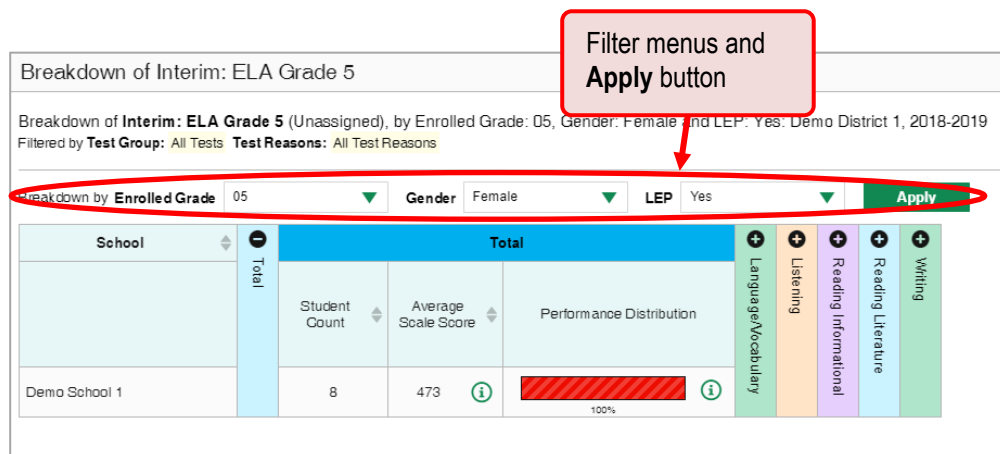 Filter menus and
Apply button
Breakdown of Interim: ELA Grade 5
Breakdown of Interim: ELA Grade 5 (Unassigned), by Enrolled Grade: 05, Gender: Female and LEP: Yes: Demo District 1, 2018-2019
Filtered by Test Group: All Tests Test Reasons: All Test Reasons
Breakdown by Enrolled Grade 05 Gender Female LEP Yes Apply
School
Total
Total
Student
Count
Average
Scale Score
Performance Distribution
Language/Vocabulary
Listening
Reading Informational
Reading Literature
Writing
Demo School 1
8
473
100%